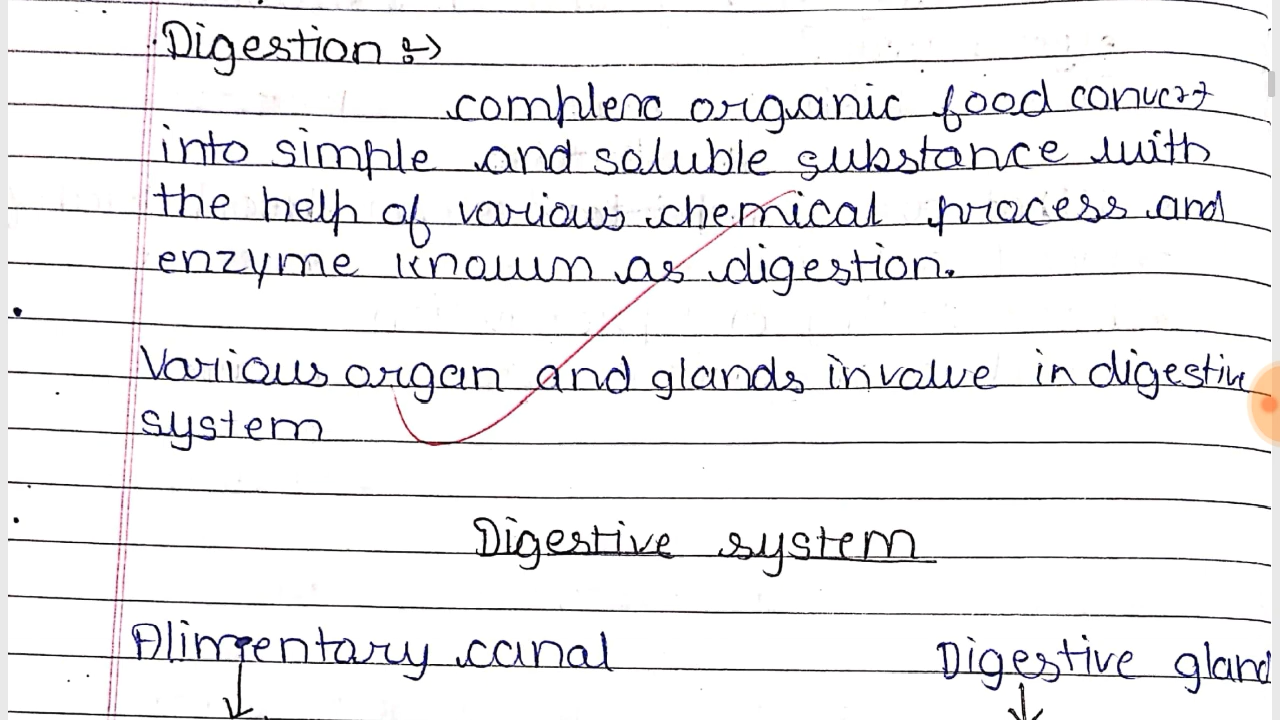 Digestion :->
complex organic food convert
into simple and soluble substance with
the help of various chemical process and
enzyme known as digestion.
Various organ and glands involve in digestive
system
Digestive system
Alimentary canal Digestive gland